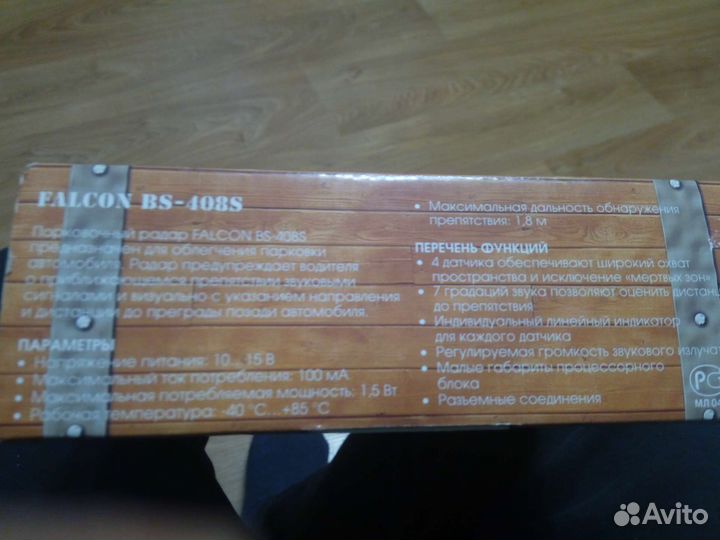 FALCON BS-408S
Парковочный радар FALCON BS-408S
предназначен для облегчения парковки
автомобиля. Радар предупреждает водителя
о приближающемся препятствии звуковыми
сигналами и визуально с указанием направления
и дистанции до преграды позади автомобиля.
ПАРАМЕТРЫ
• Напряжение питания: 10... 15 В
• Максимальный ток потребления: 100 мА
• Максимальная потребляемая мощность: 1,5 Вт
• Рабочая температура: -40 °C...+85°C
• Максимальная дальность обнаружения
препятствия: 1,8 м
ПЕРЕЧЕНЬ ФУНКЦИЙ
• 4 датчика обеспечивают широкий охват
пространства и исключение «мертвых зон»
• 7 градаций звука позволяют оценить дистан
до препятствия
• Индивидуальный линейный индикатор
для каждого датчика
• Регулируемая громкость звукового излучат
• Малые габариты процессорного
блока
• Разъемные соединения
МЛ 04
Avito